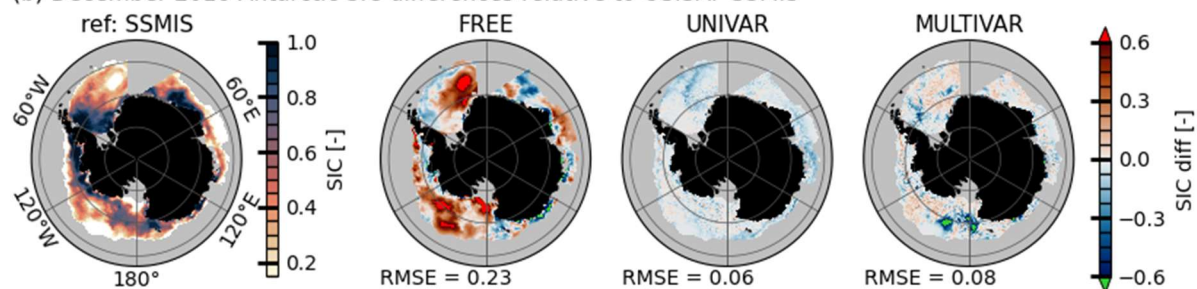 ref: SSMIS
FREE
UNIVAR
MULTIVAR
60°W
60°E
120°W
120°E
180°
1.0
0.8
0.6
0.4
0.2
SIC [-]
RMSE = 0.23
RMSE = 0.06
RMSE = 0.08
0.6
0.3
0.0
−0.3
−0.6
SIC diff [-]